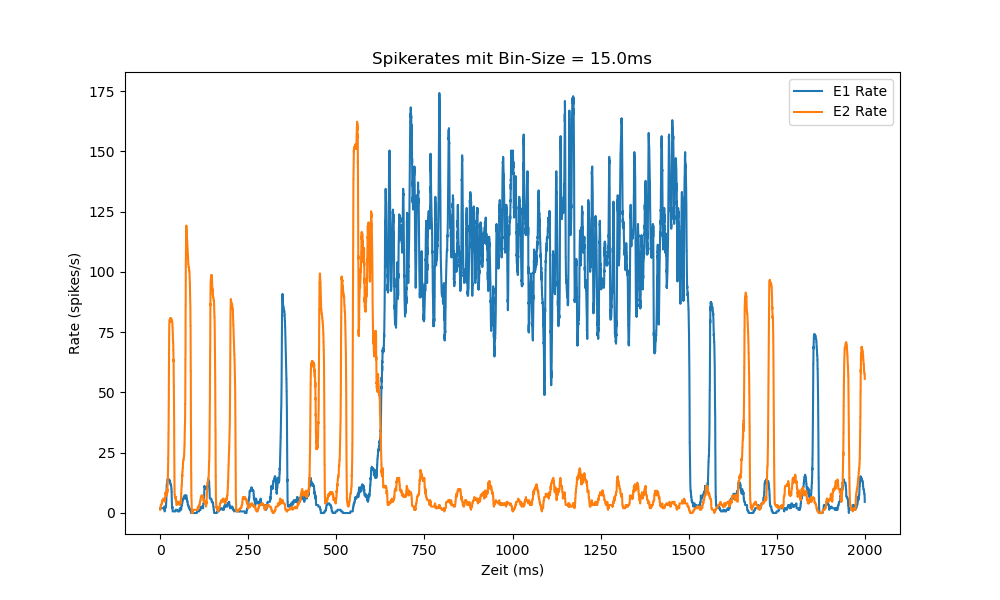 Spikerates mit Bin-Size = 15.0ms
E1 Rate
E2 Rate
175
150
125
100
75
50
25
0
Rate (spikes/s)
0 250 500 750 1000 1250 1500 1750 2000
Zeit (ms)